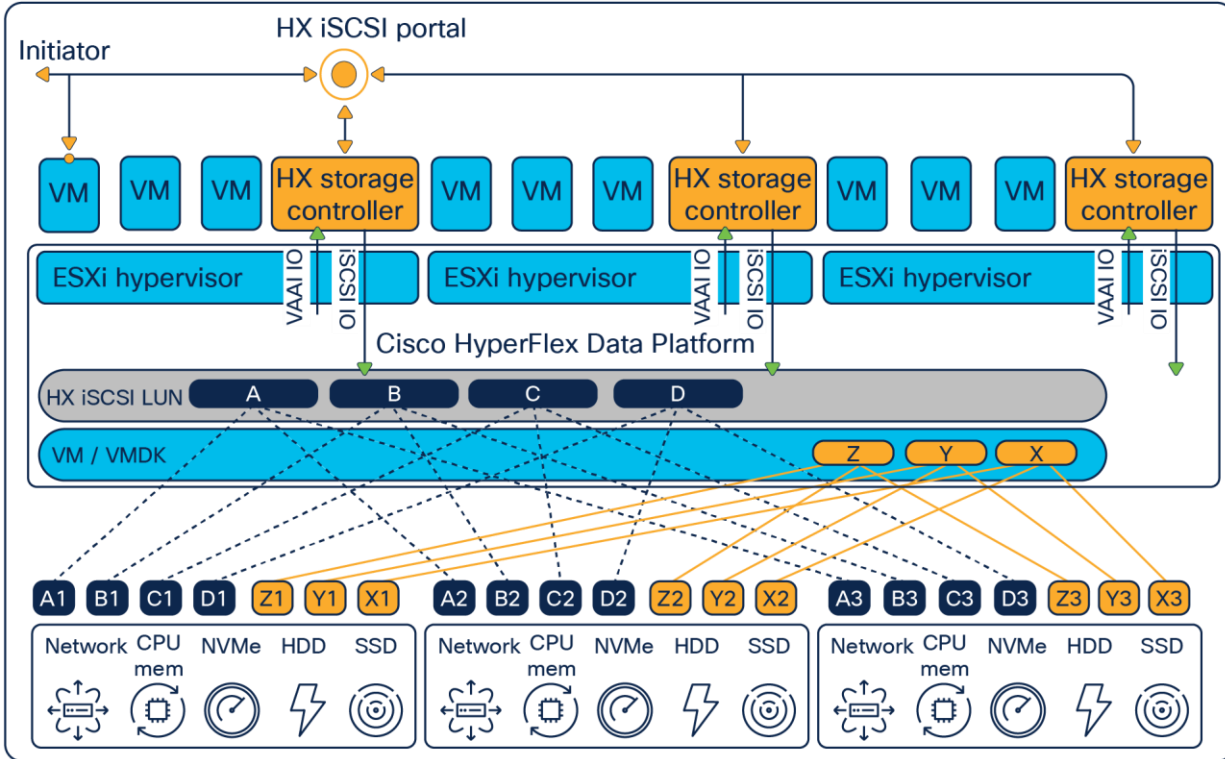 HX iSCSI portal
Initiator
VM VM VM HX storage controller VM VM VM HX storage controller VM VM VM HX storage controller
ESXi hypervisor VAAI IO iSCSI IO ESXi hypervisor VAAI IO iSCSI IO ESXi hypervisor VAAI IO iSCSI IO
Cisco HyperFlex Data Platform
HX iSCSI LUN A B C D
VM / VMDK Z Y X
A1 B1 C1 D1 Z1 Y1 X1 A2 B2 C2 D2 Z2 Y2 X2 A3 B3 C3 D3 Z3 Y3 X3
Network CPU mem NVMe HDD SSD Network CPU mem NVMe HDD SSD Network CPU mem NVMe HDD SSD